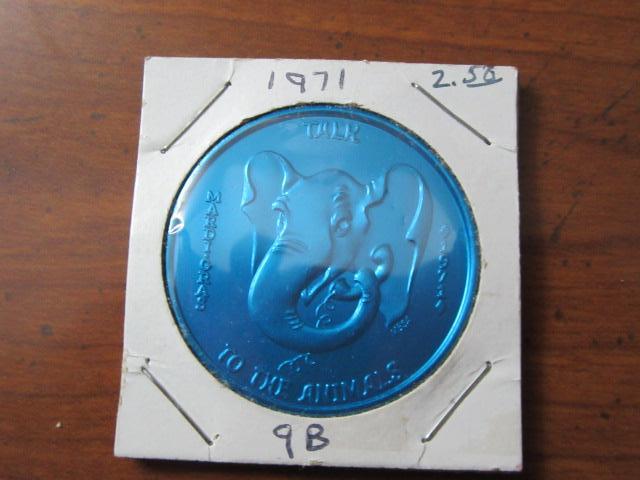 1971
2.50
TALK
MARDI GRAS
TO THE ANIMALS
9B